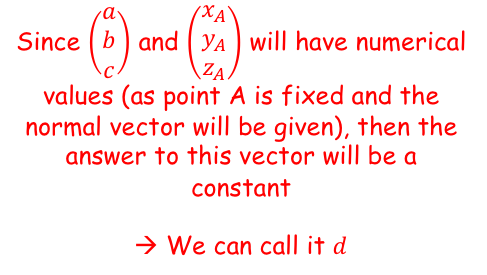 Since $\begin{pmatrix} a \\ b \\ c \end{pmatrix}$ and $\begin{pmatrix} x_A \\ y_A \\ z_A \end{pmatrix}$ will have numerical
values (as point A is fixed and the
normal vector will be given), then the
answer to this vector will be a
constant
→ We can call it $d$